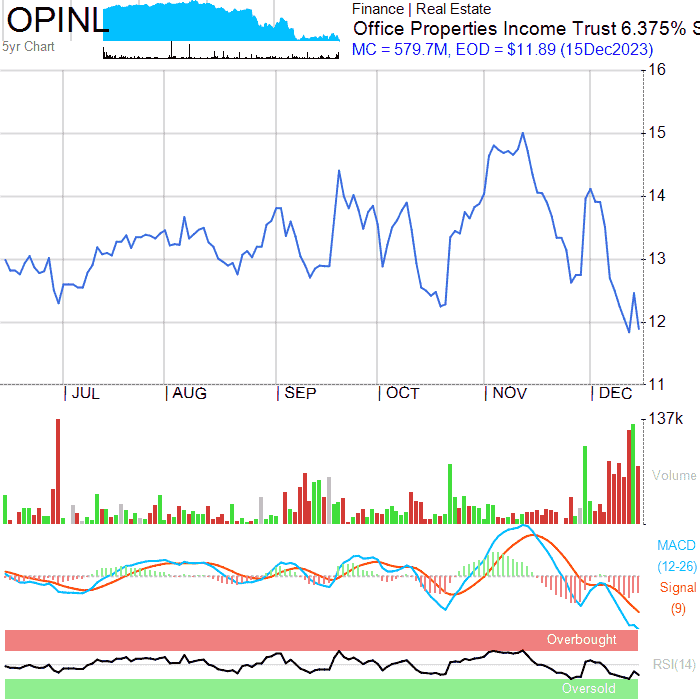 OPINL
5yr Chart
Finance | Real Estate
Office Properties Income Trust 6.375% S
MC = 579.7M, EOD = $11.89 (15Dec2023)
16
15
14
13
12
11
JUL
AUG
SEP
OCT
NOV
DEC
137k
Volume
MACD
(12-26)
Signal
(9)
Overbought
RSI(14)
Oversold